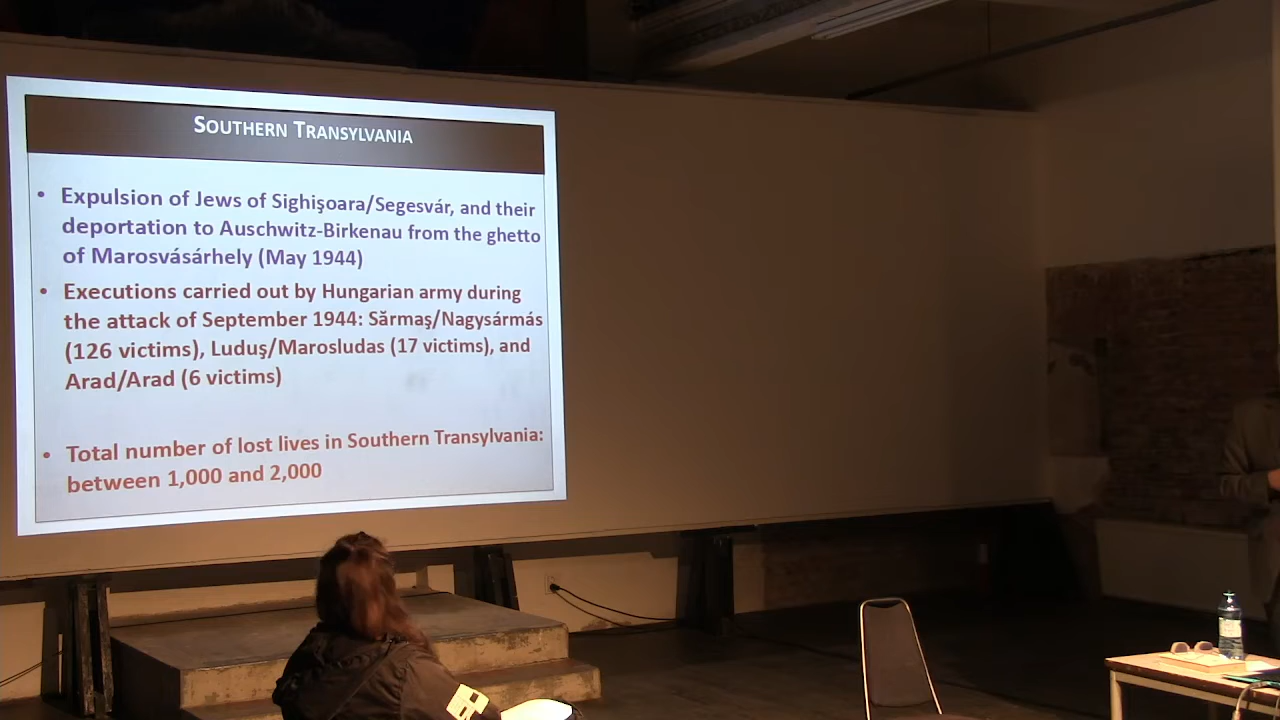 SOUTHERN TRANSYLVANIA
• Expulsion of Jews of Sighişoara/Segesvár, and their
deportation to Auschwitz-Birkenau from the ghetto
of Marosvásárhely (May 1944)
• Executions carried out by Hungarian army during
the attack of September 1944: Sărmaş/Nagysármás
(126 victims), Luduş/Marosludas (17 victims), and
Arad/Arad (6 victims)
• Total number of lost lives in Southern Transylvania:
between 1,000 and 2,000